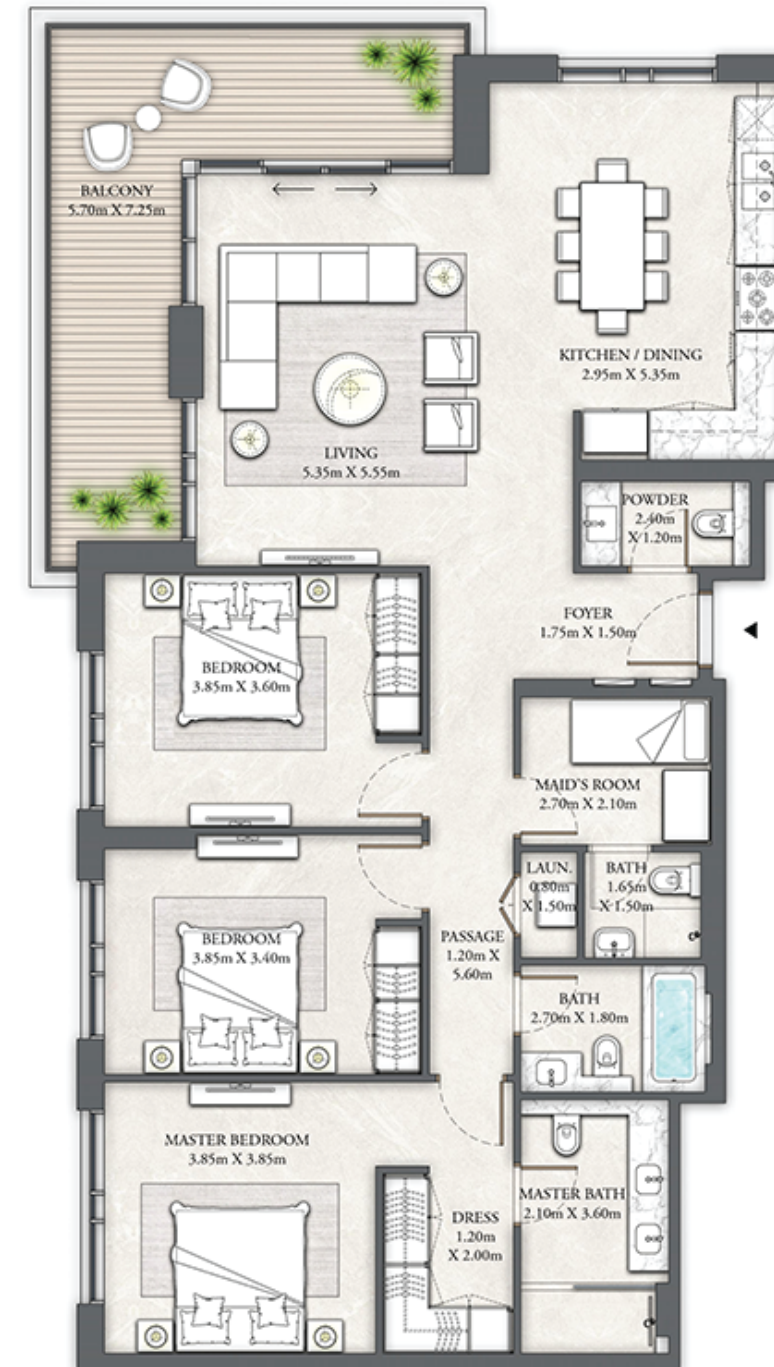 BALCONY
5.70m X 7.25m
KITCHEN / DINING
2.95m X 5.35m
LIVING
5.35m X 5.55m
POWDER
2.40m
X 1.20m
FOYER
1.75m X 1.50m
BEDROOM
3.85m X 3.60m
MAID'S ROOM
2.70m X 2.10m
LAUN.
0.80m
X 1.50m
BATH
1.65m
X 1.50m
BEDROOM
3.85m X 3.40m
PASSAGE
1.20m X
5.60m
BATH
2.70m X 1.80m
MASTER BEDROOM
3.85m X 3.85m
MASTER BATH
2.10m X 3.60m
DRESS
1.20m
X 2.00m